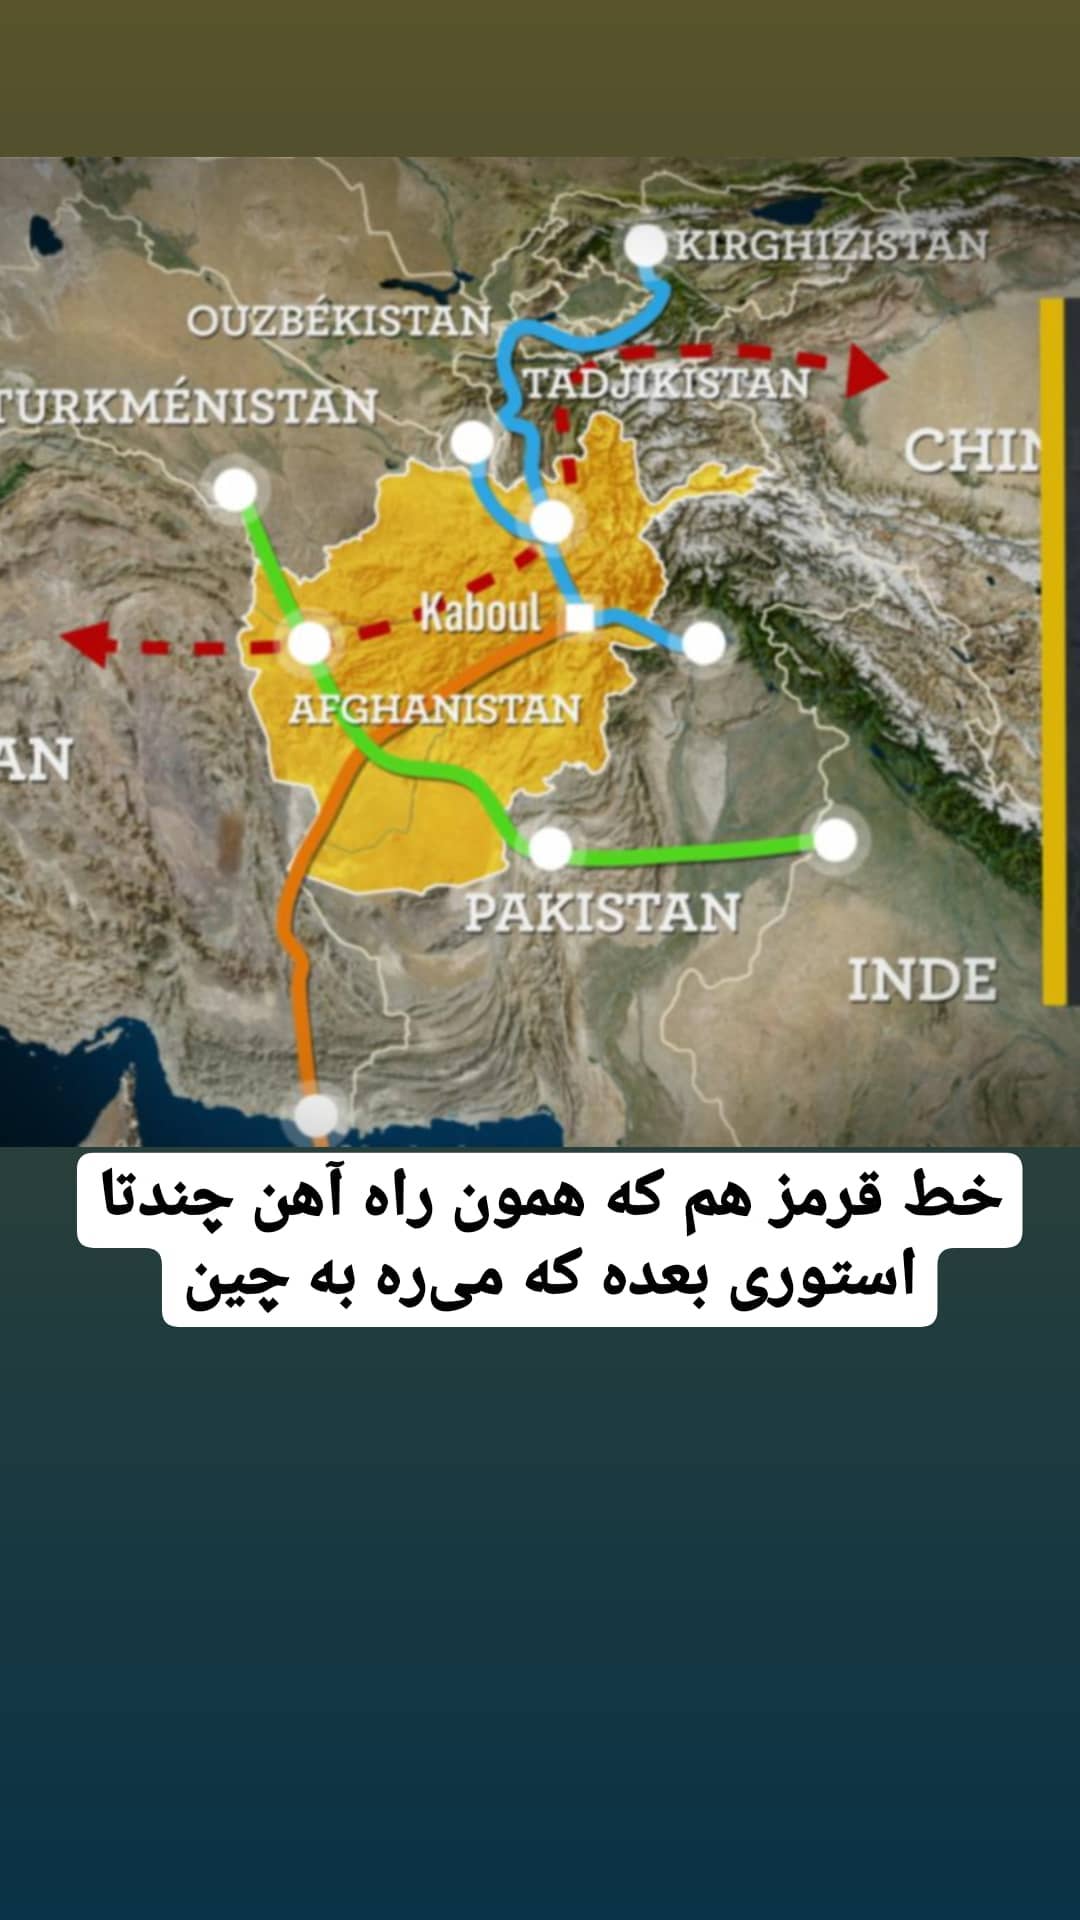 KIRGHIZISTAN
OUZBÉKISTAN
TADJIKISTAN
TURKMÉNISTAN
CHIN
Kaboul
AFGHANISTAN
AN
PAKISTAN
INDE
خط قرمز هم که همون راه آهن چندتا
استوری بعده که می‌ره به چین